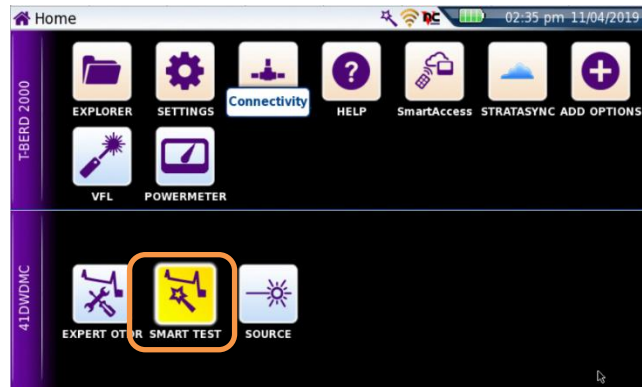 Home
02:35 pm 11/04/2019
T-BERD 2000
EXPLORER SETTINGS Connectivity HELP SmartAccess STRATASYNC ADD OPTIONS
VFL POWERMETER
41DWDMC
EXPERT OTDR SMART TEST SOURCE